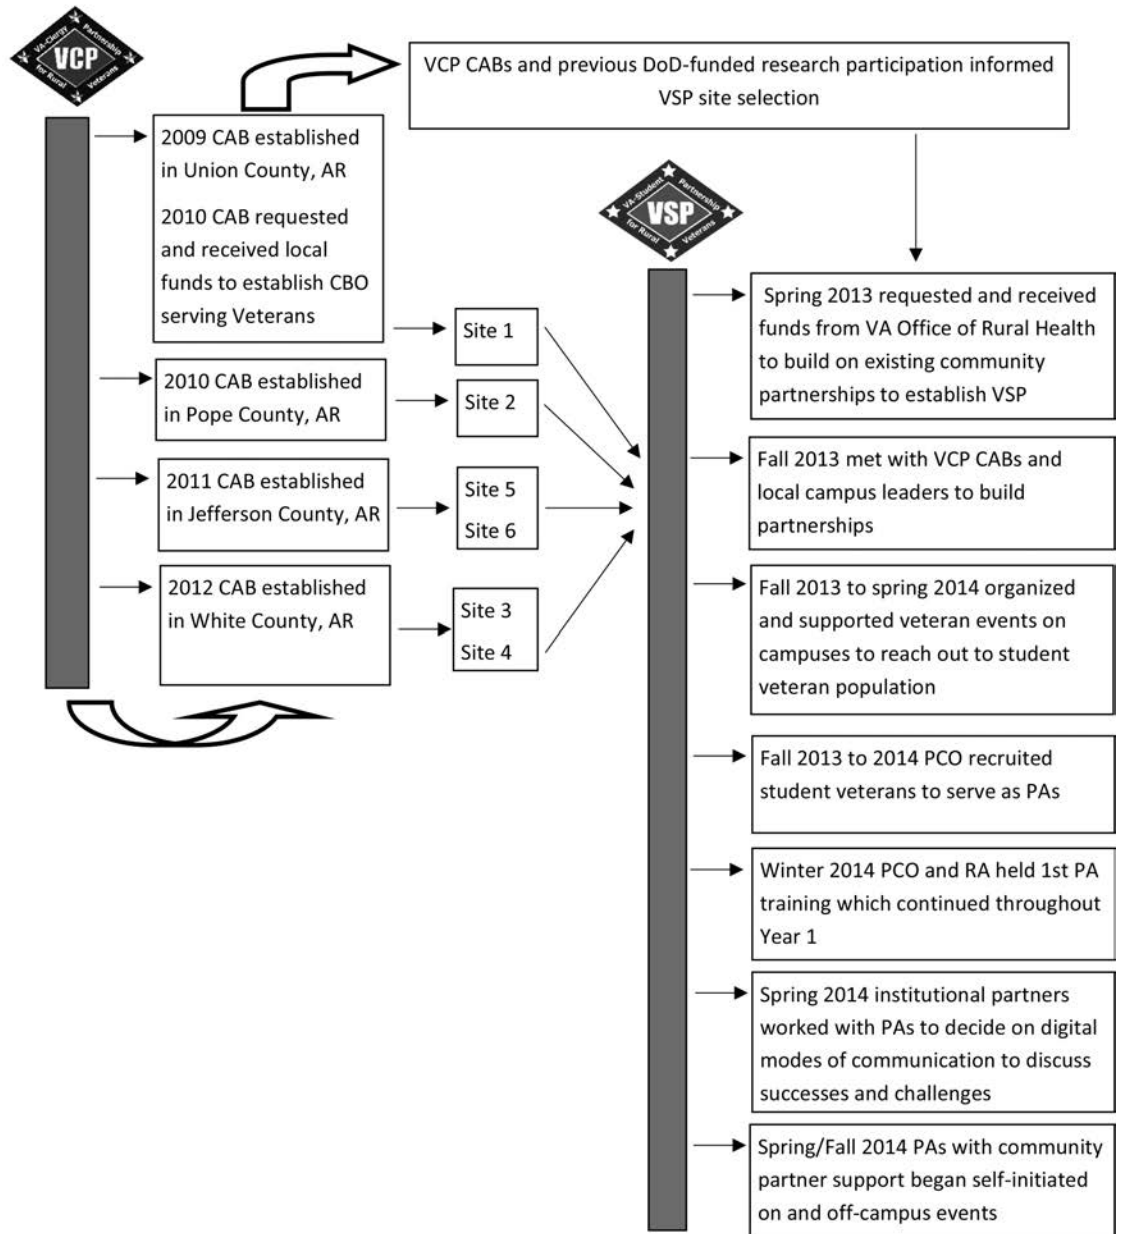 VA-Clergy Partnership
VCP
for Rural Veterans
VCP CABs and previous DoD-funded research participation informed
VSP site selection
2009 CAB established
in Union County, AR
2010 CAB requested
and received local
funds to establish CBO
serving Veterans
2010 CAB established
in Pope County, AR
2011 CAB established
in Jefferson County, AR
2012 CAB established
in White County, AR
Site 1
Site 2
Site 5
Site 6
Site 3
Site 4
VA-Student Partnership
VSP
for Rural Veterans
Spring 2013 requested and received
funds from VA Office of Rural Health
to build on existing community
partnerships to establish VSP
Fall 2013 met with VCP CABs and
local campus leaders to build
partnerships
Fall 2013 to spring 2014 organized
and supported veteran events on
campuses to reach out to student
veteran population
Fall 2013 to 2014 PCO recruited
student veterans to serve as PAs
Winter 2014 PCO and RA held 1st PA
training which continued throughout
Year 1
Spring 2014 institutional partners
worked with PAs to decide on digital
modes of communication to discuss
successes and challenges
Spring/Fall 2014 PAs with community
partner support began self-initiated
on and off-campus events